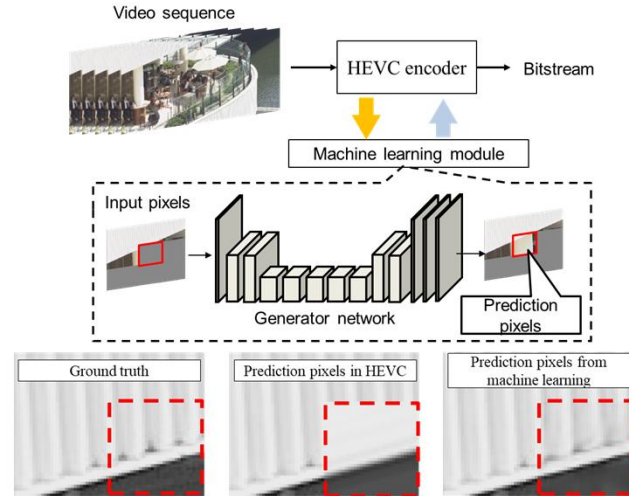 Video sequence
HEVC encoder
Bitstream
Machine learning module
Input pixels
Generator network
Prediction
pixels
Ground truth
Prediction pixels in HEVC
Prediction pixels from
machine learning